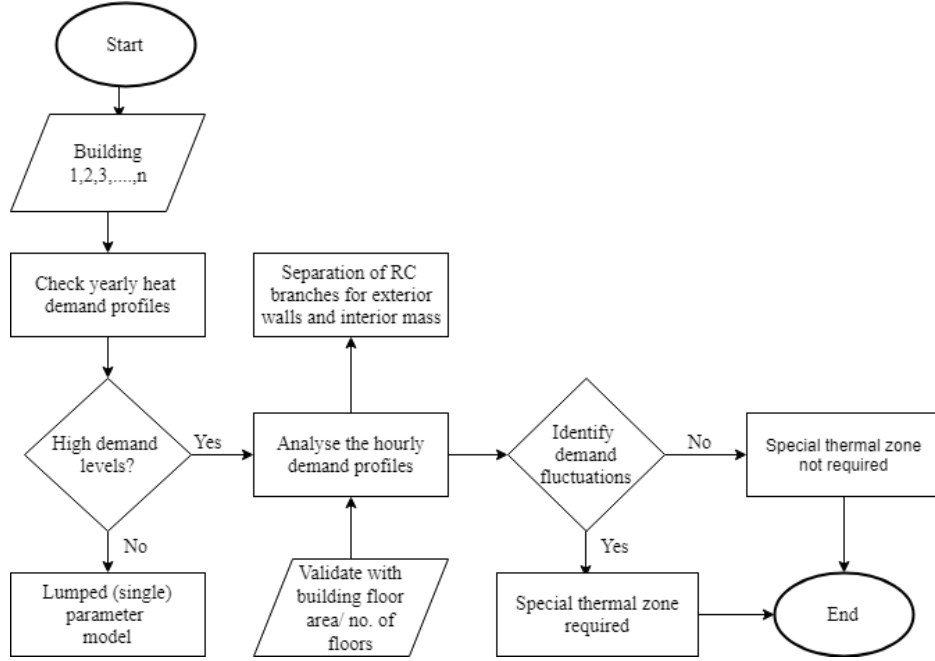 Start
Building
1,2,3,....,n
Check yearly heat
demand profiles
Separation of RC
branches for exterior
walls and interior mass
High demand
levels?
Yes
Analyse the hourly
demand profiles
Identify
demand
fluctuations
No
Special thermal zone
not required
No
Yes
Lumped (single)
parameter
model
Validate with
building floor
area/ no. of
floors
Special thermal zone
required
End